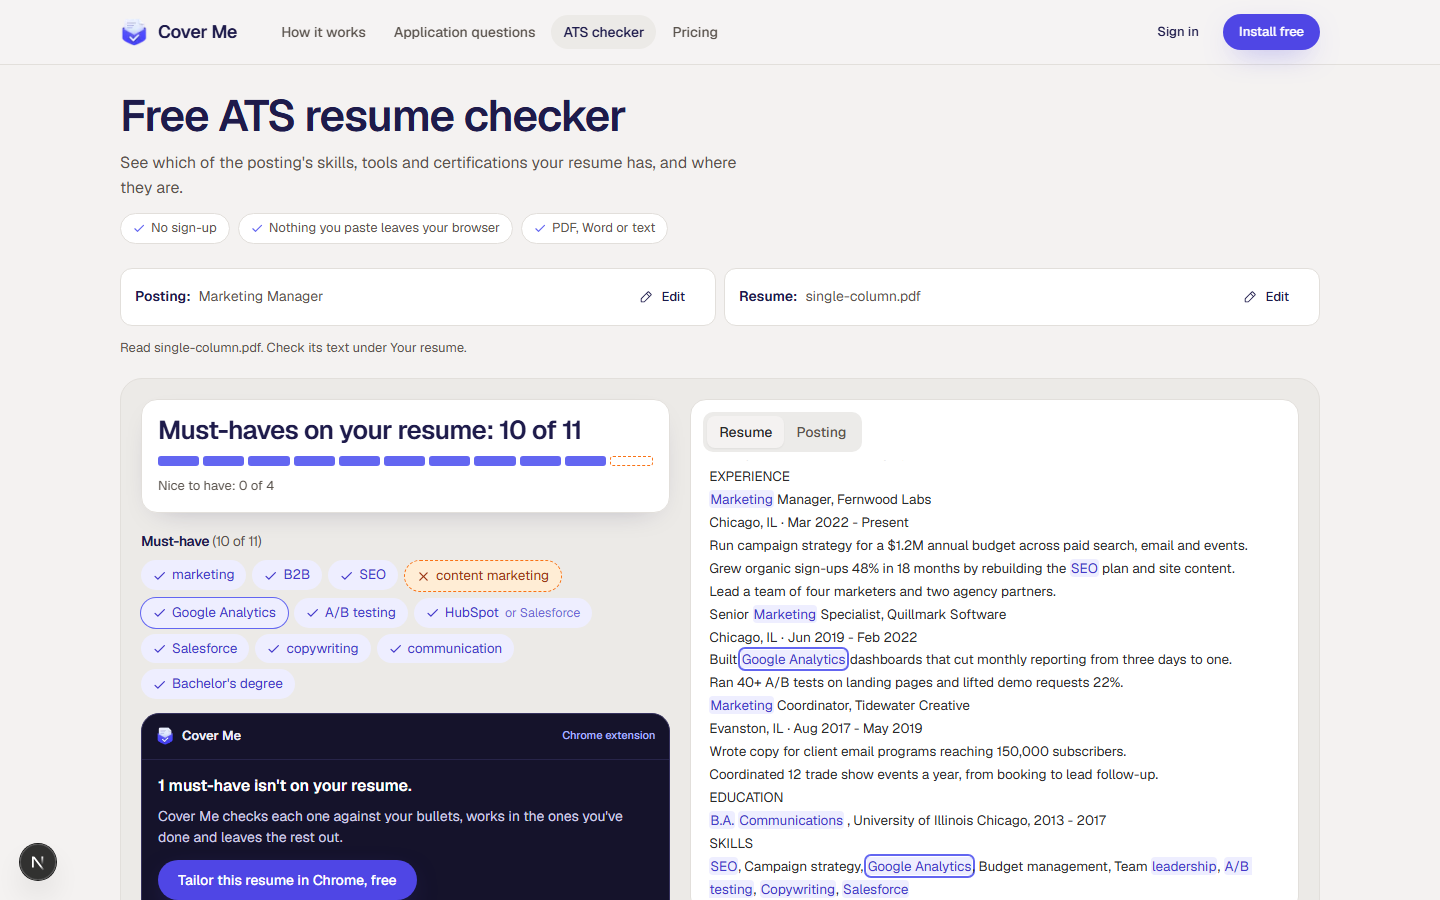 Cover Me
How it works
Application questions
ATS checker
Pricing
Sign in
Install free
Free ATS resume checker
See which of the posting's skills, tools and certifications your resume has, and where
they are.
No sign-up
Nothing you paste leaves your browser
PDF, Word or text
Posting: Marketing Manager
Edit
Resume: single-column.pdf
Edit
Read single-column.pdf. Check its text under Your resume.
Must-haves on your resume: 10 of 11
Nice to have: 0 of 4
Must-have (10 of 11)
marketing
B2B
SEO
content marketing
Google Analytics
A/B testing
HubSpot or Salesforce
Salesforce
copywriting
communication
Bachelor's degree
Cover Me
Chrome extension
1 must-have isn't on your resume.
Cover Me checks each one against your bullets, works in the ones you've
done and leaves the rest out.
Tailor this resume in Chrome, free
N
Resume
Posting
EXPERIENCE
Marketing Manager, Fernwood Labs
Chicago, IL · Mar 2022 - Present
Run campaign strategy for a $1.2M annual budget across paid search, email and events.
Grew organic sign-ups 48% in 18 months by rebuilding the SEO plan and site content.
Lead a team of four marketers and two agency partners.
Senior Marketing Specialist, Quillmark Software
Chicago, IL · Jun 2019 - Feb 2022
Built Google Analytics dashboards that cut monthly reporting from three days to one.
Ran 40+ A/B tests on landing pages and lifted demo requests 22%.
Marketing Coordinator, Tidewater Creative
Evanston, IL · Aug 2017 - May 2019
Wrote copy for client email programs reaching 150,000 subscribers.
Coordinated 12 trade show events a year, from booking to lead follow-up.
EDUCATION
B.A. Communications , University of Illinois Chicago, 2013 - 2017
SKILLS
SEO, Campaign strategy, Google Analytics, Budget management, Team leadership, A/B
testing, Copywriting, Salesforce